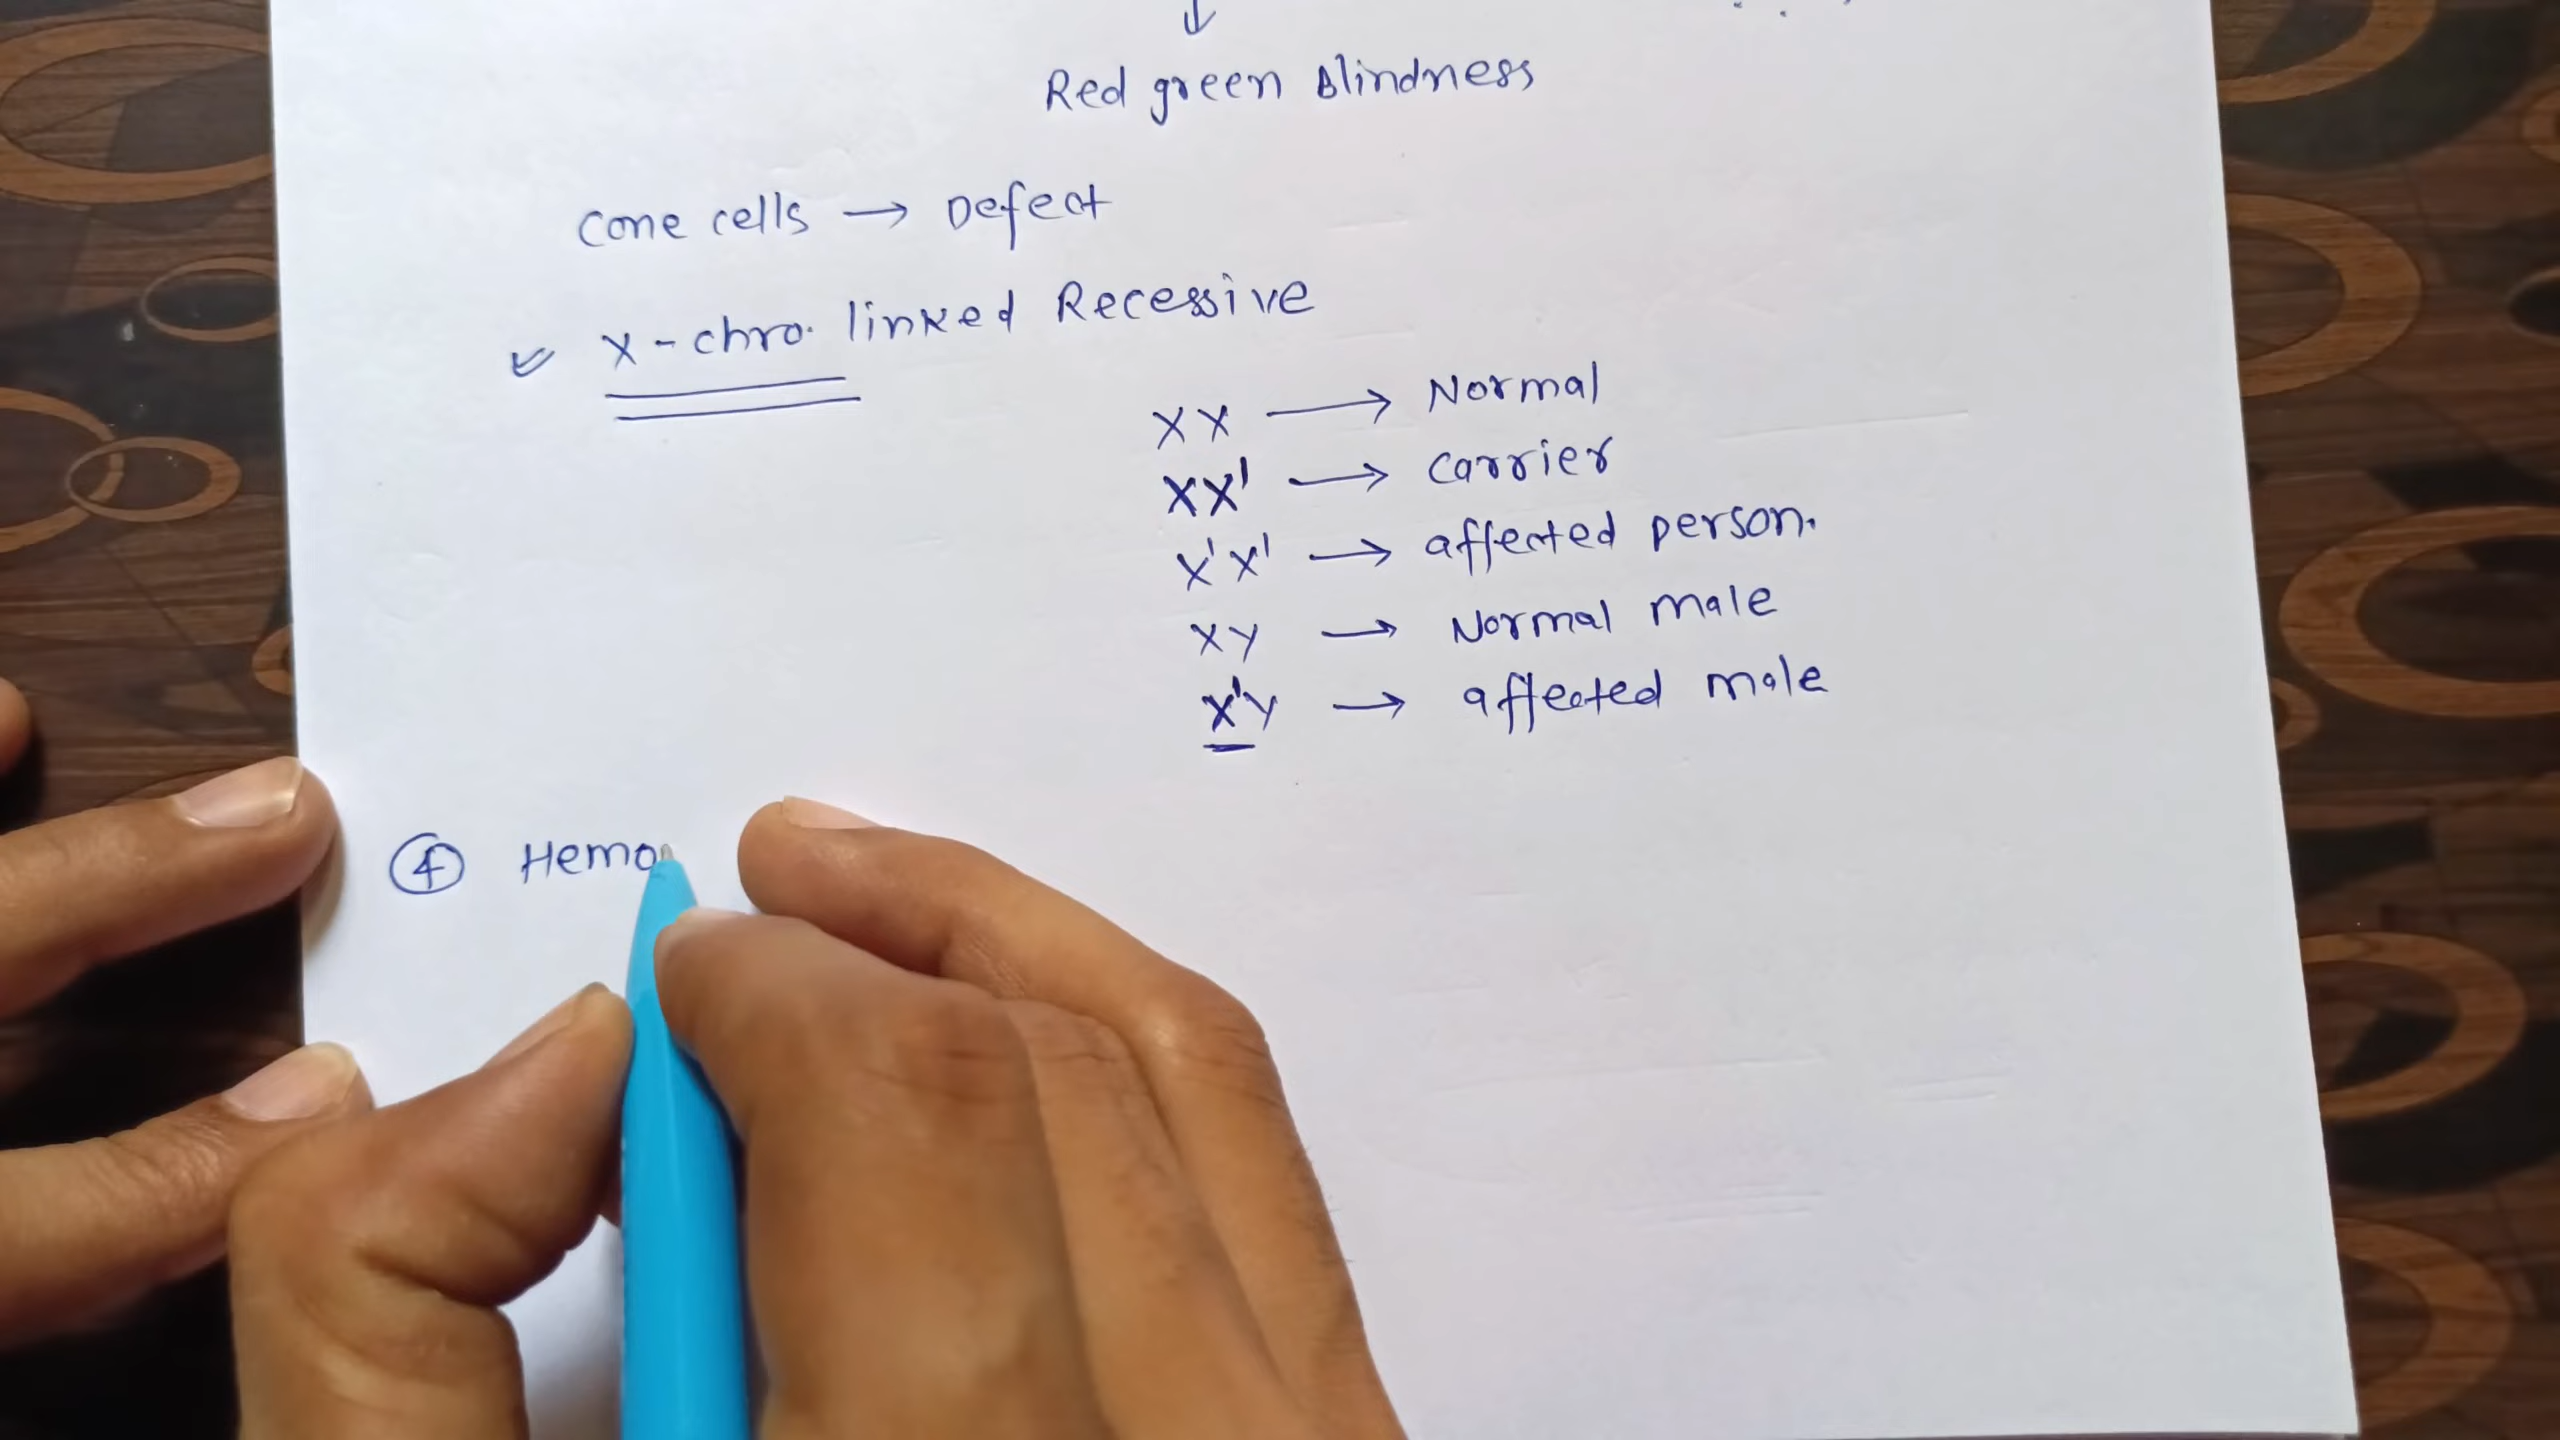 ↓
Red green Blindness
Cone cells → Defect
✓ X-chro. linked Recessive
XX → Normal
XX' → Carrier
X'X' → affected person.
XY → Normal male
X'Y → affected male
④ Hemo